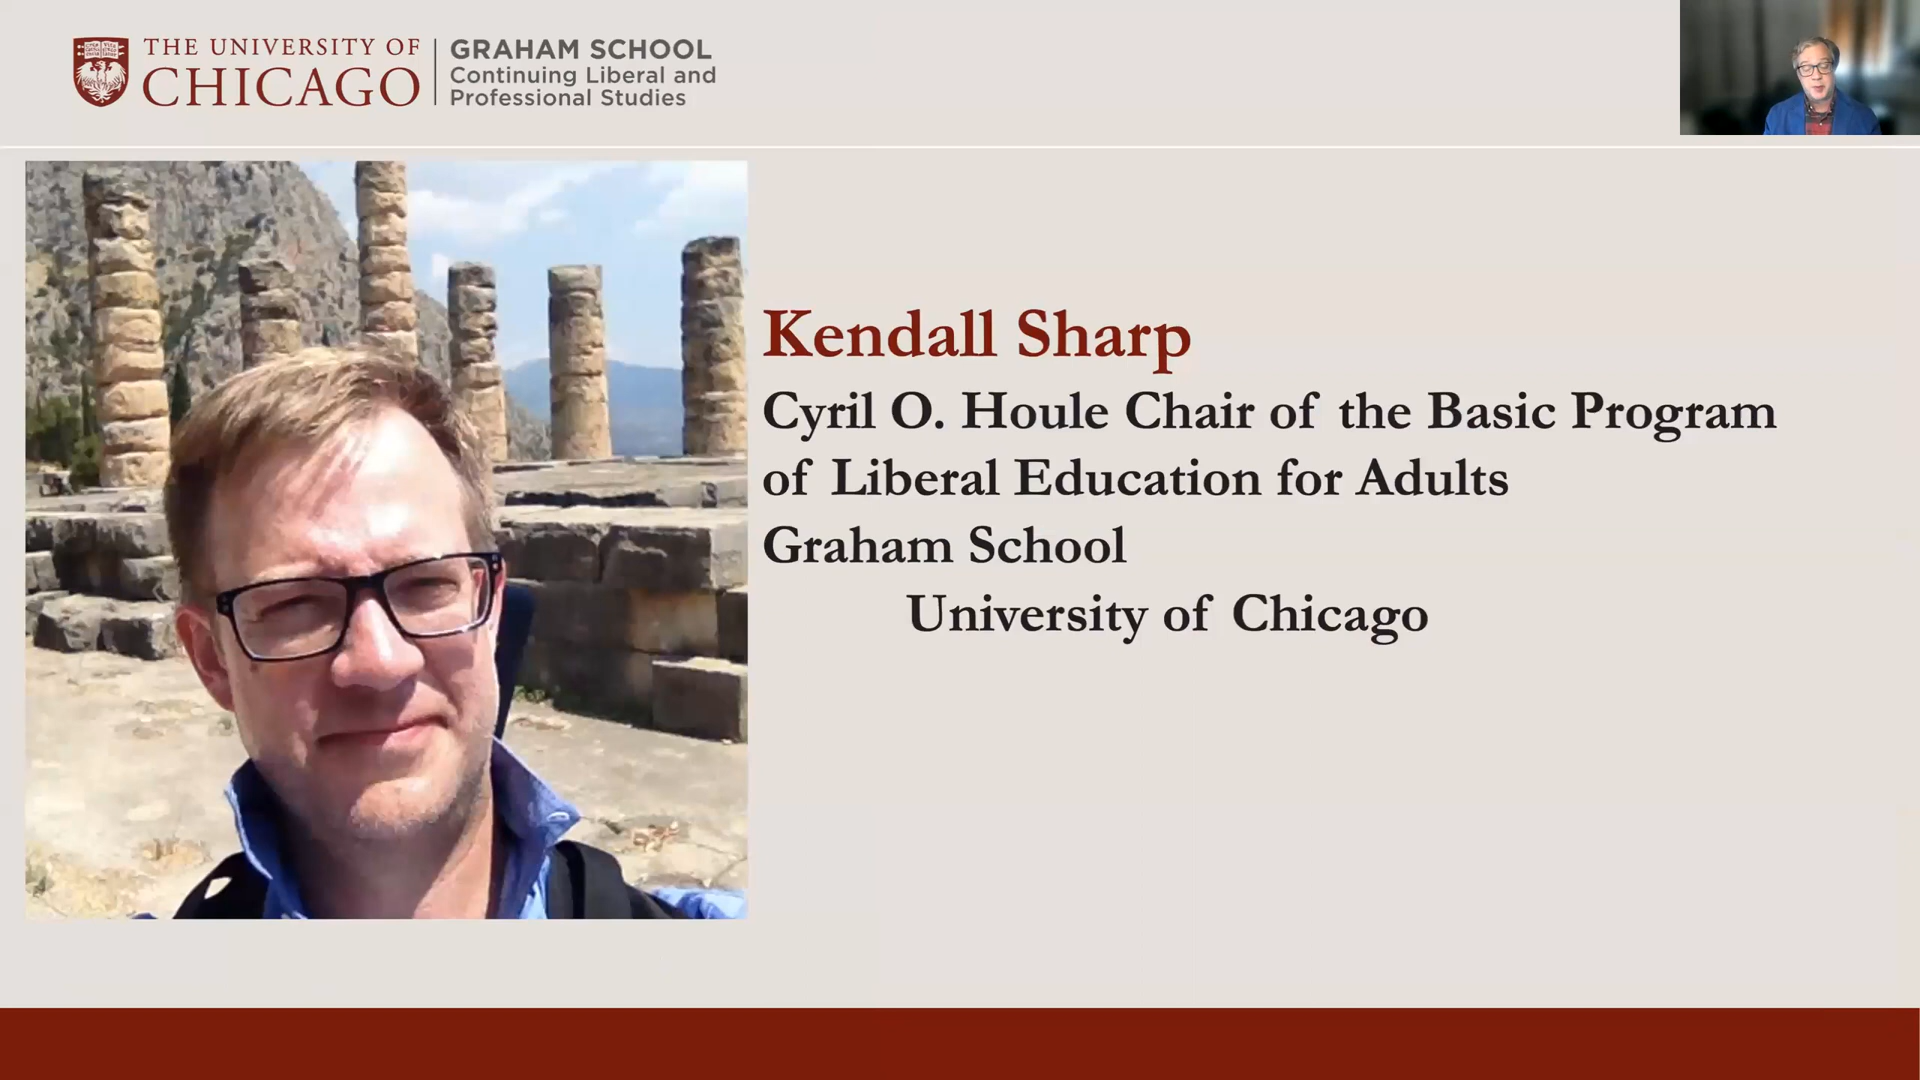 THE UNIVERSITY OF
CHICAGO
GRAHAM SCHOOL
Continuing Liberal and
Professional Studies
Kendall Sharp
Cyril O. Houle Chair of the Basic Program
of Liberal Education for Adults
Graham School
University of Chicago